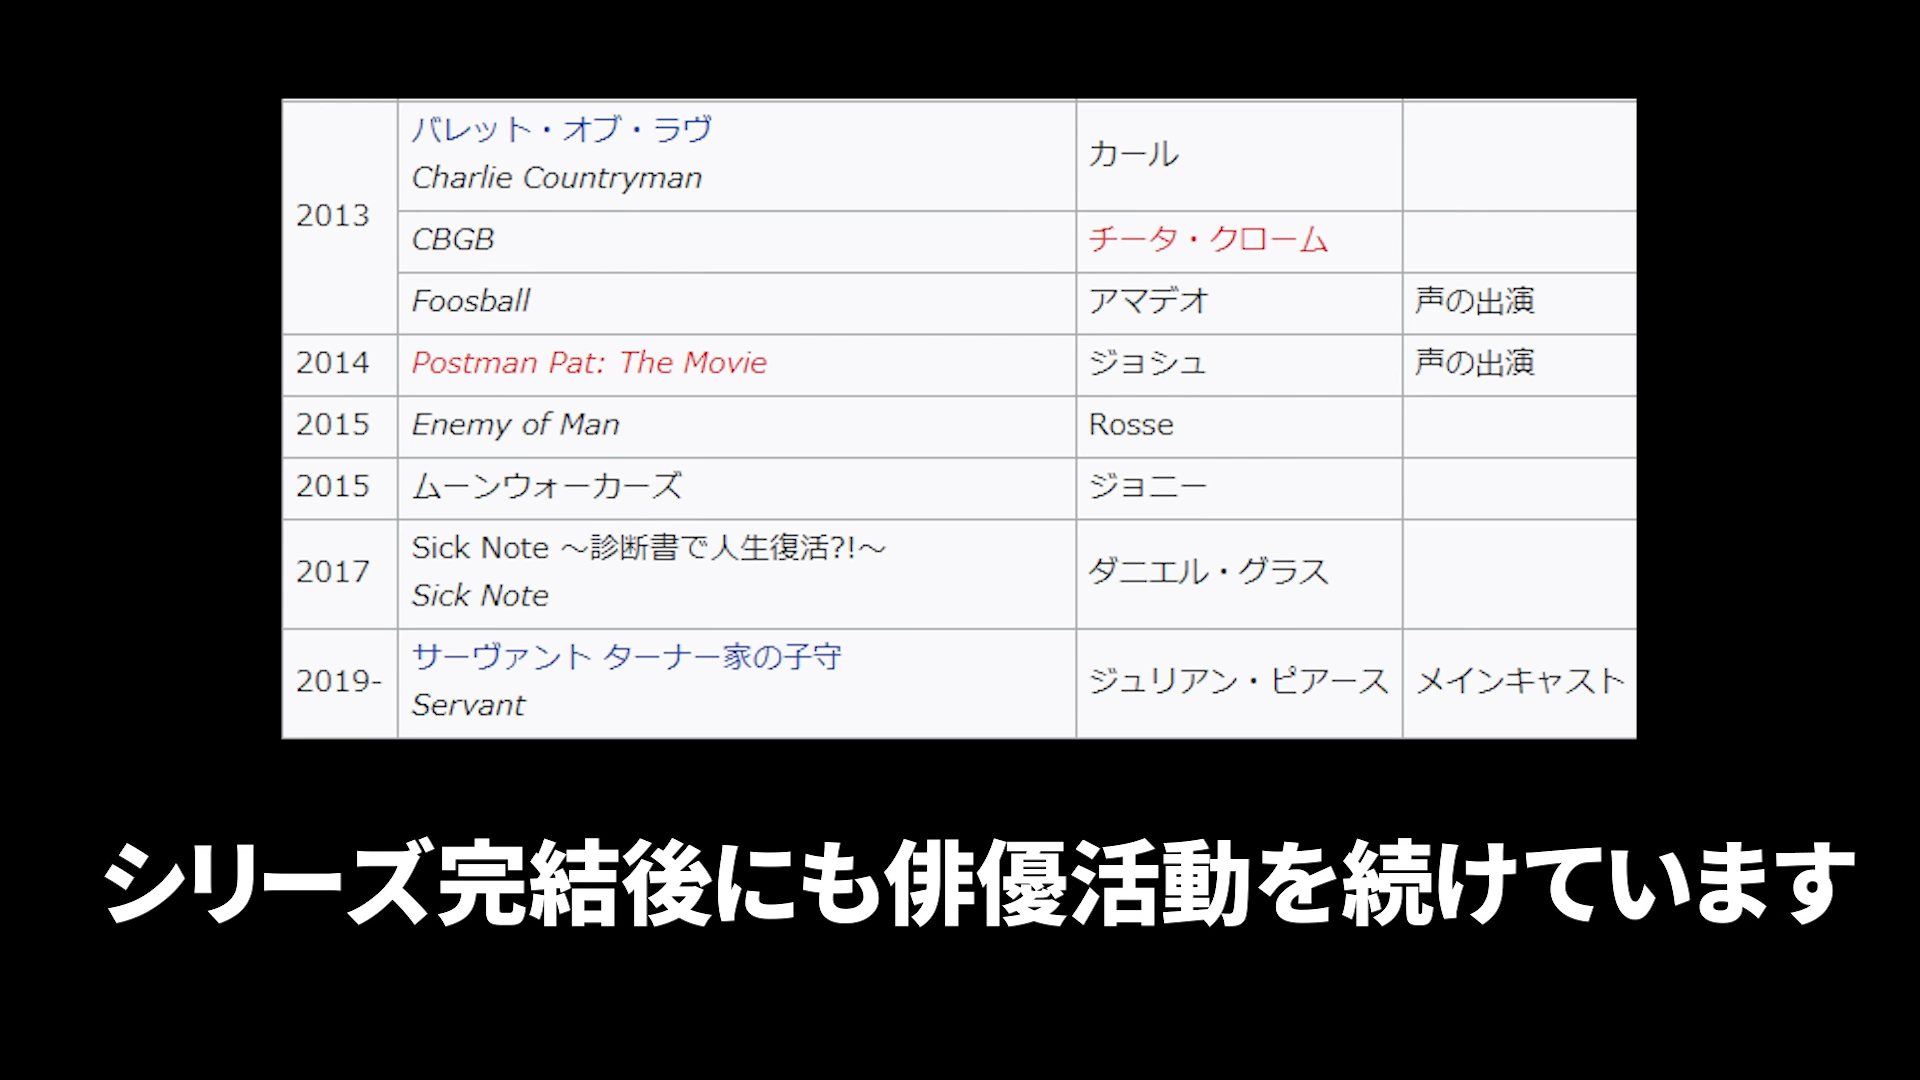 2013
バレット・オブ・ラヴ
Charlie Countryman
カール
CBGB
チータ・クローム
Foosball
アマデオ
声の出演
2014
Postman Pat: The Movie
ジョシュ
声の出演
2015
Enemy of Man
Rosse
2015
ムーンウォーカーズ
ジョニー
2017
Sick Note 〜診断書で人生復活?!〜
Sick Note
ダニエル・グラス
2019-
サーヴァント ターナー家の子守
Servant
ジュリアン・ピアース
メインキャスト
シリーズ完結後にも俳優活動を続けています